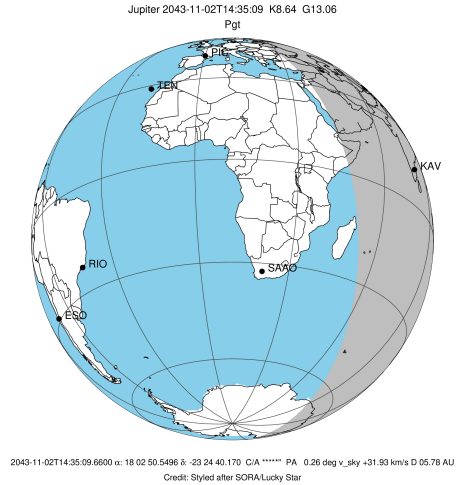 Jupiter 2043-11-02T14:35:09 K8.64 G13.06
Pgt
PIC
TEN
KAV
RIO
SAAO
ESO
2043-11-02T14:35:09.6600 α: 18 02 50.5496 δ: -23 24 40.170 C/A *****" PA 0.26 deg v_sky +31.93 km/s D 05.78 AU
Credit: Styled after SORA/Lucky Star